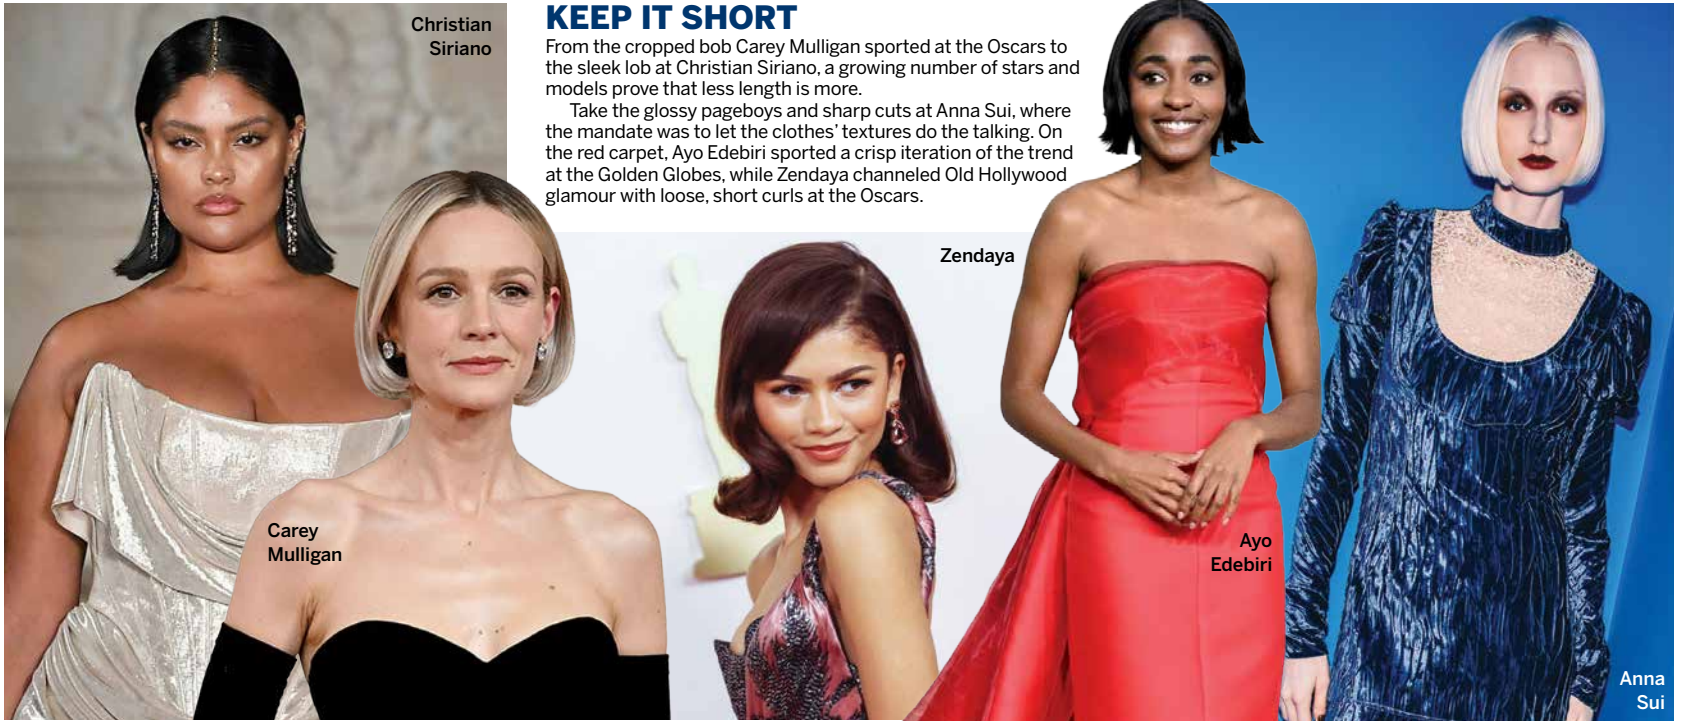 Christian
Siriano
KEEP IT SHORT
From the cropped bob Carey Mulligan sported at the Oscars to
the sleek lob at Christian Siriano, a growing number of stars and
models prove that less length is more.
Take the glossy pageboys and sharp cuts at Anna Sui, where
the mandate was to let the clothes’ textures do the talking. On
the red carpet, Ayo Edebiri sported a crisp iteration of the trend
at the Golden Globes, while Zendaya channeled Old Hollywood
glamour with loose, short curls at the Oscars.
Zendaya
Carey
Mulligan
Ayo
Edebiri
Anna
Sui